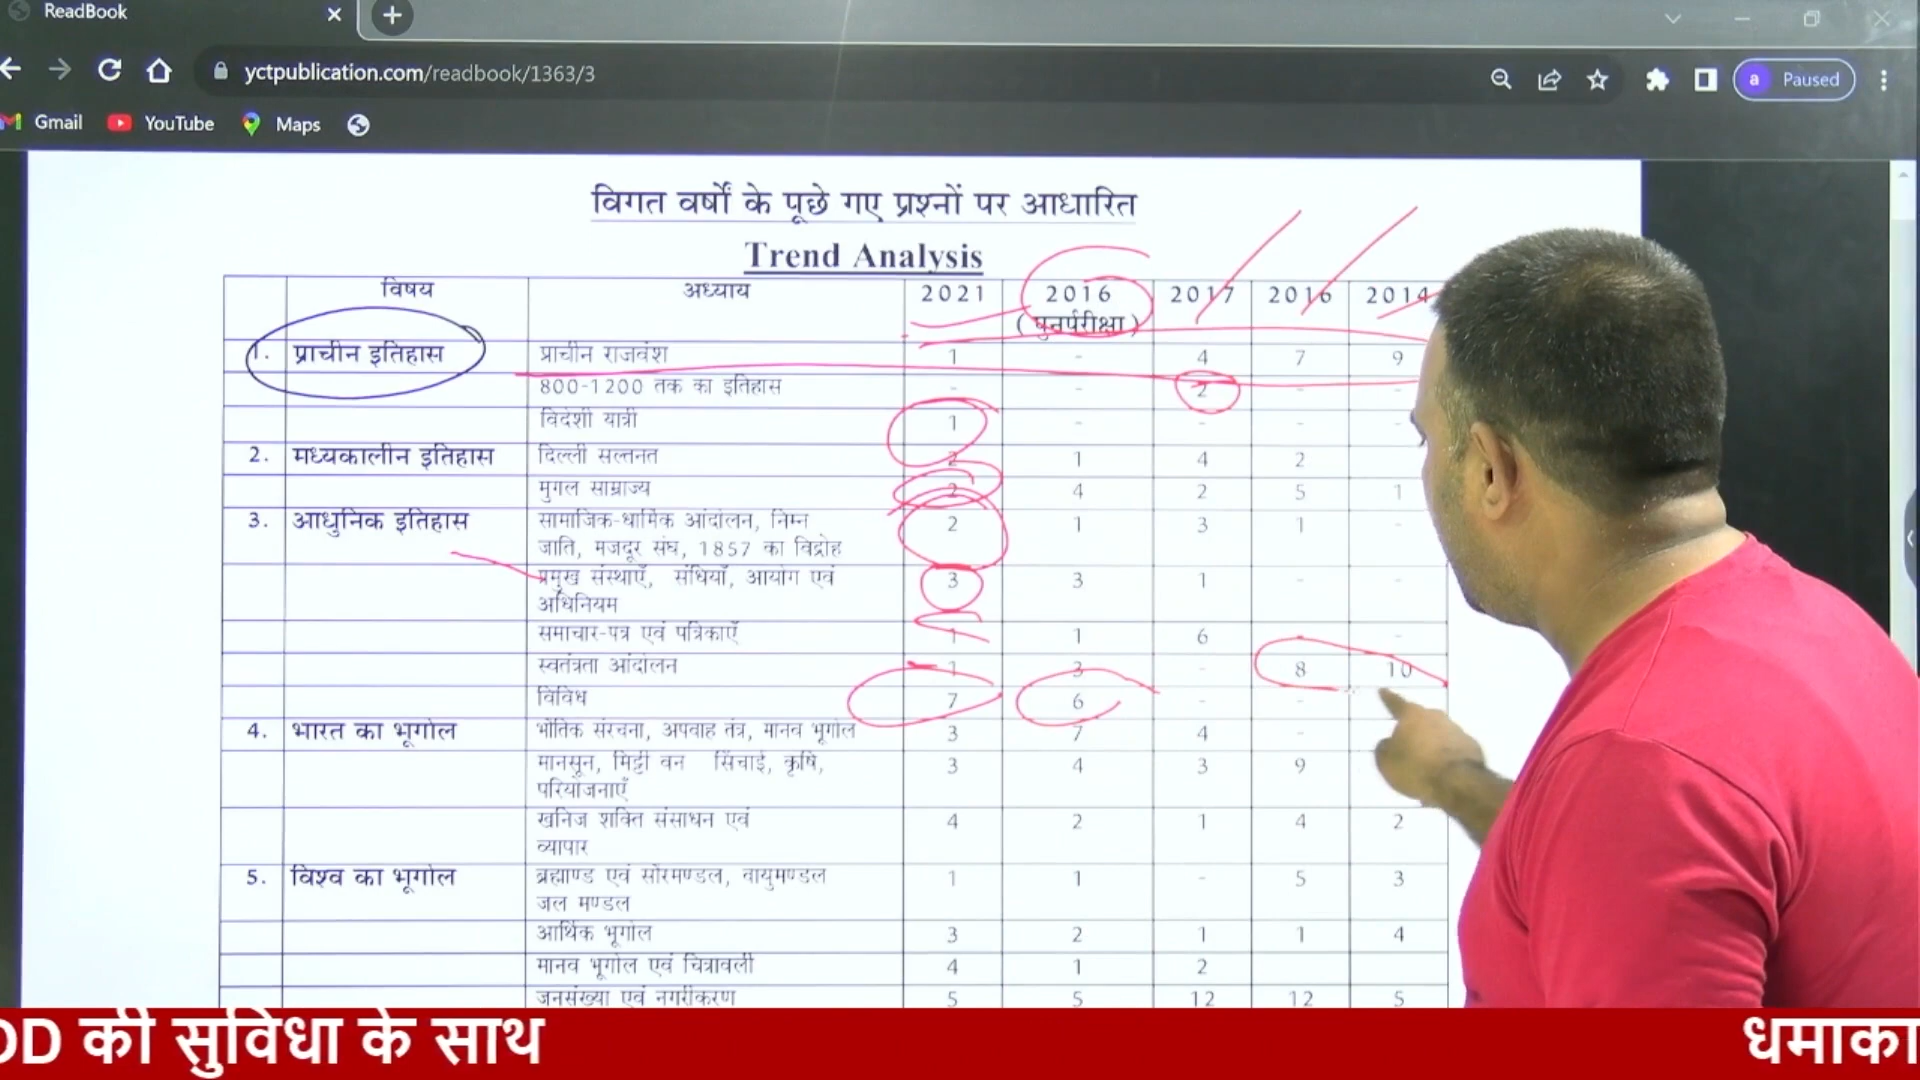 ReadBook
yctpublication.com/readbook/1363/3
a Paused
Gmail YouTube Maps
विगत वर्षों के पूछे गए प्रश्नों पर आधारित
Trend Analysis
विषय अध्याय 2021 2016 (पुनर्परीक्षा) 2017 2016 2014
1. प्राचीन इतिहास प्राचीन राजवंश 1 - 4 7 9
800-1200 तक का इतिहास - - 2 - -
विदेशी यात्री 1 - - - -
2. मध्यकालीन इतिहास दिल्ली सल्तनत 2 1 4 2
मुगल साम्राज्य 2 4 2 5 1
3. आधुनिक इतिहास सामाजिक-धार्मिक आंदोलन, निम्न 2 1 3 1 -
जाति, मजदूर संघ, 1857 का विद्रोह
प्रमुख संस्थाएँ, संधियाँ, आयोग एवं 3 3 1 - -
अधिनियम
समाचार-पत्र एवं पत्रिकाएँ 1 1 6 -
स्वतंत्रता आंदोलन 1 3 - 8 10
विविध 7 6 - -
4. भारत का भूगोल भौतिक संरचना, अपवाह तंत्र, मानव भूगोल 3 7 4 -
मानसून, मिट्टी वन सिंचाई, कृषि, 3 4 3 9
परियोजनाएँ
खनिज शक्ति संसाधन एवं 4 2 1 4 2
व्यापार
5. विश्व का भूगोल ब्रह्माण्ड एवं सौरमण्डल, वायुमण्डल 1 1 - 5 3
जल मण्डल
आर्थिक भूगोल 3 2 1 1 4
मानव भूगोल एवं चित्रावली 4 1 2
जनसंख्या एवं नगरीकरण 5 5 12 12 5
OD की सुविधा के साथ धमाका